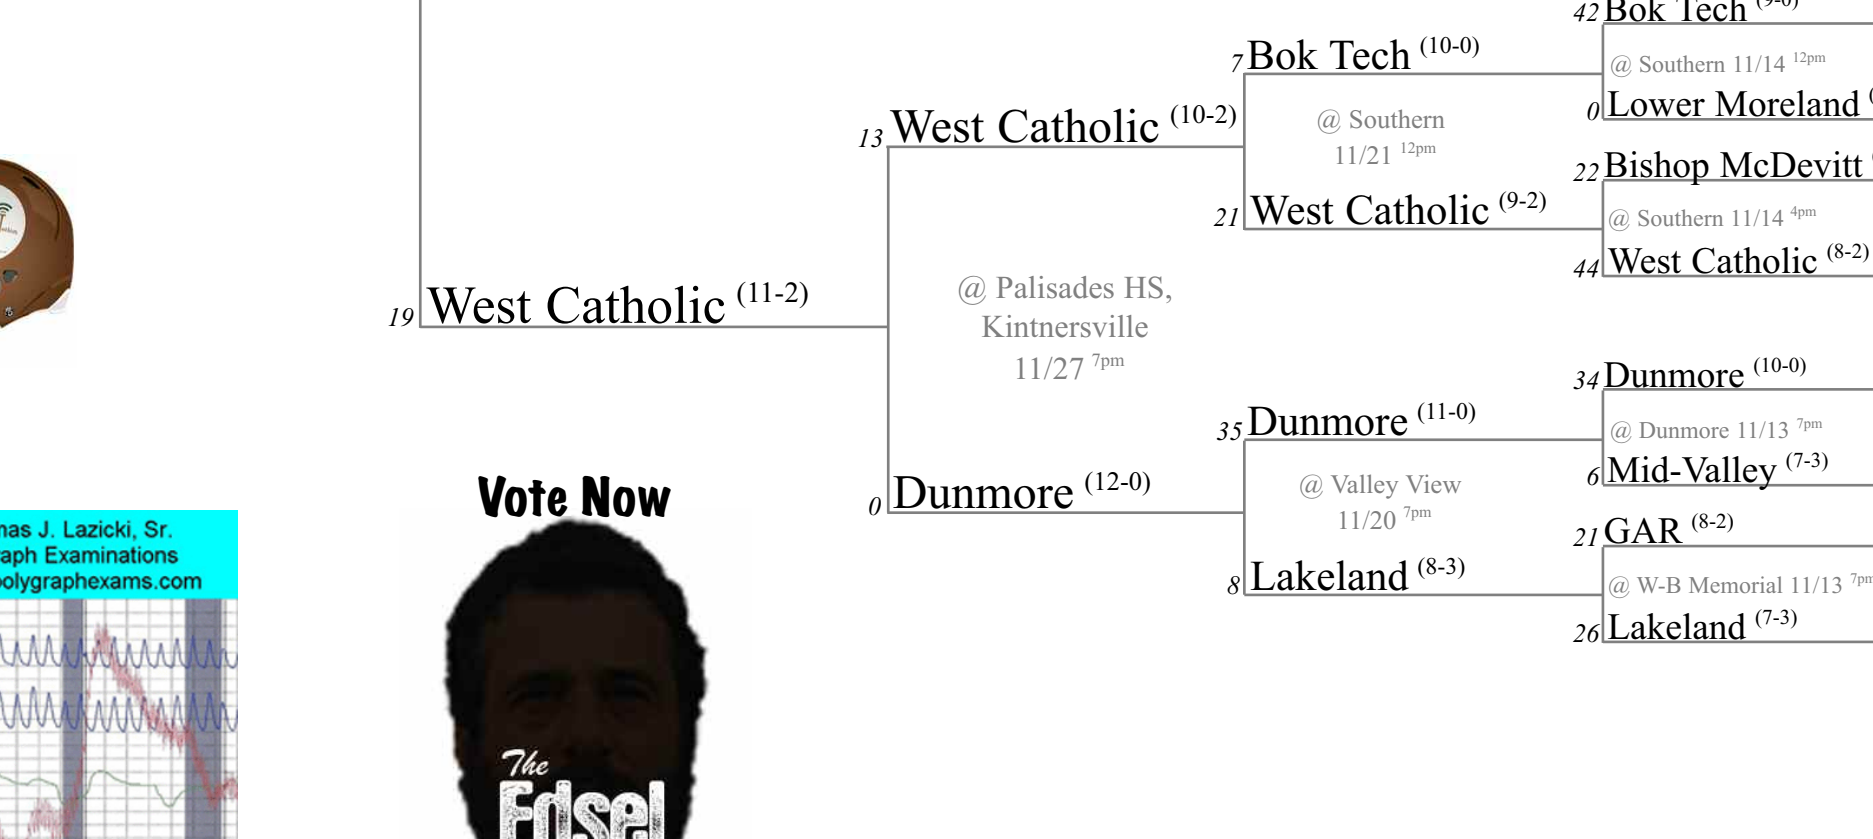 42 Bok Tech (9-0)
7 Bok Tech (10-0)
@ Southern 11/14 12pm
0 Lower Moreland
13 West Catholic (10-2)
@ Southern
11/21 12pm
22 Bishop McDevitt
21 West Catholic (9-2)
@ Southern 11/14 4pm
44 West Catholic (8-2)
19 West Catholic (11-2)
@ Palisades HS,
Kintnersville
11/27 7pm
34 Dunmore (10-0)
35 Dunmore (11-0)
@ Dunmore 11/13 7pm
6 Mid-Valley (7-3)
0 Dunmore (12-0)
@ Valley View
11/20 7pm
21 GAR (8-2)
8 Lakeland (8-3)
@ W-B Memorial 11/13 7pm
26 Lakeland (7-3)
Vote Now
The
Edsel
mas J. Lazicki, Sr.
aph Examinations
polygraphexams.com